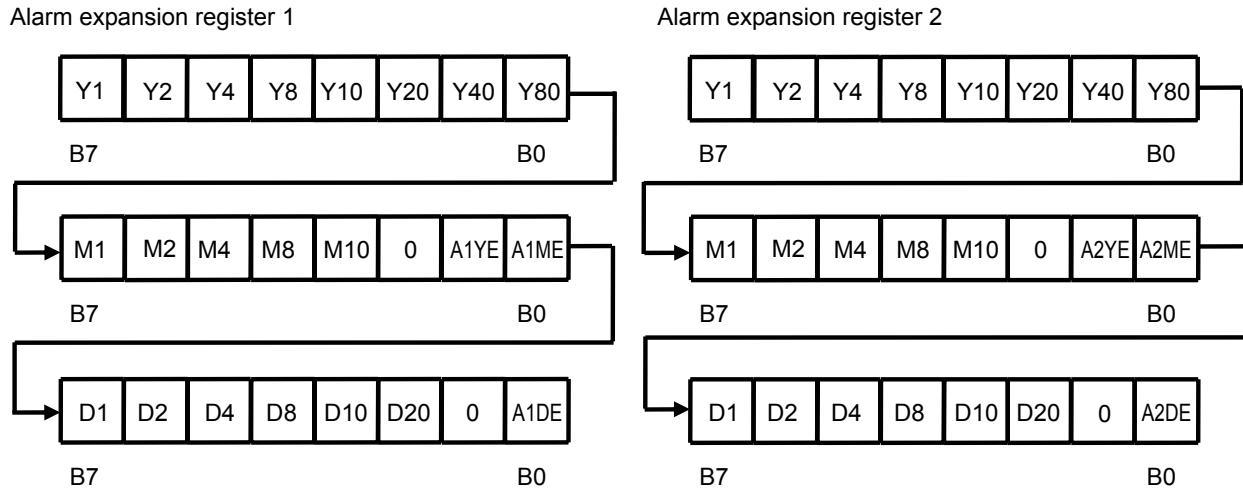 Alarm expansion register 1
Y1 Y2 Y4 Y8 Y10 Y20 Y40 Y80
B7 B0
M1 M2 M4 M8 M10 0 A1YE A1ME
B7 B0
D1 D2 D4 D8 D10 D20 0 A1DE
B7 B0
Alarm expansion register 2
Y1 Y2 Y4 Y8 Y10 Y20 Y40 Y80
B7 B0
M1 M2 M4 M8 M10 0 A2YE A2ME
B7 B0
D1 D2 D4 D8 D10 D20 0 A2DE
B7 B0